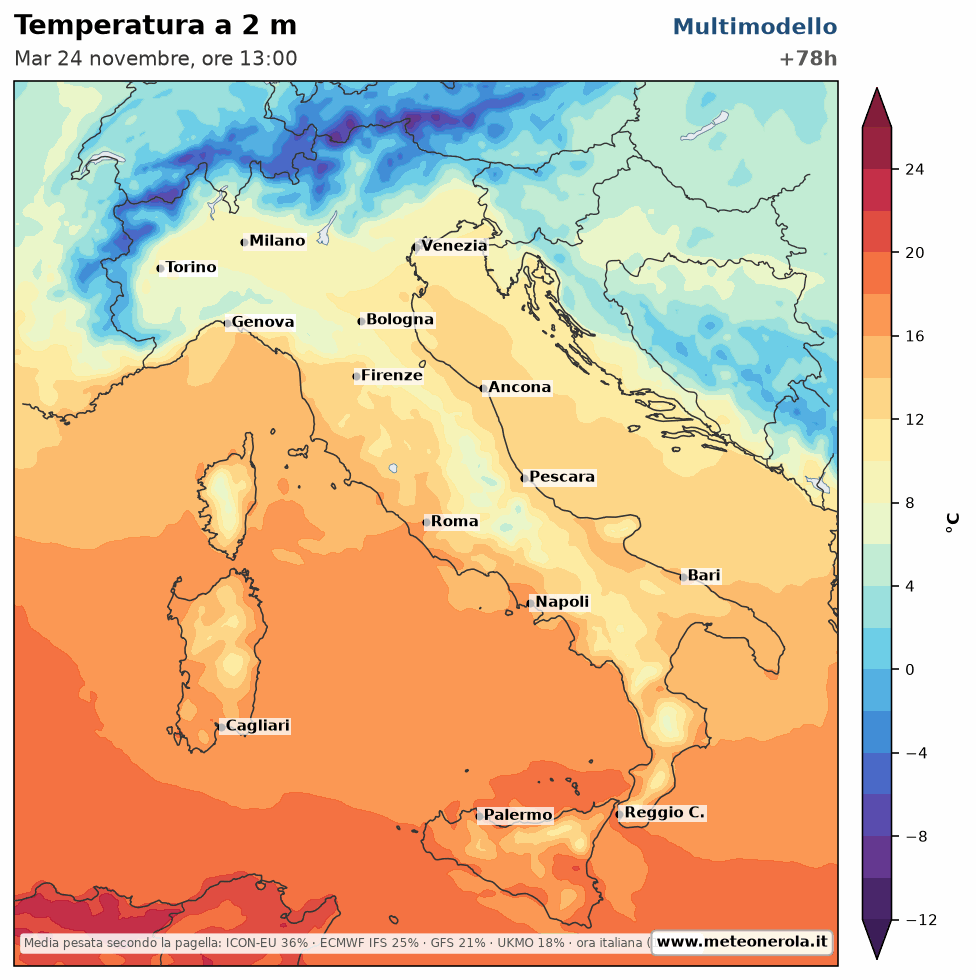 Temperatura a 2 m
Multimodello
Mar 24 novembre, ore 13:00
+78h
Milano
Venezia
Torino
Genova
Bologna
Firenze
Ancona
Pescara
Roma
Bari
Napoli
Cagliari
Palermo
Reggio C.
24
20
16
12
8
4
0
−4
−8
−12
°C
Media pesata secondo la pagella: ICON-EU 36% · ECMWF IFS 25% · GFS 21% · UKMO 18% · ora italiana (
www.meteonerola.it